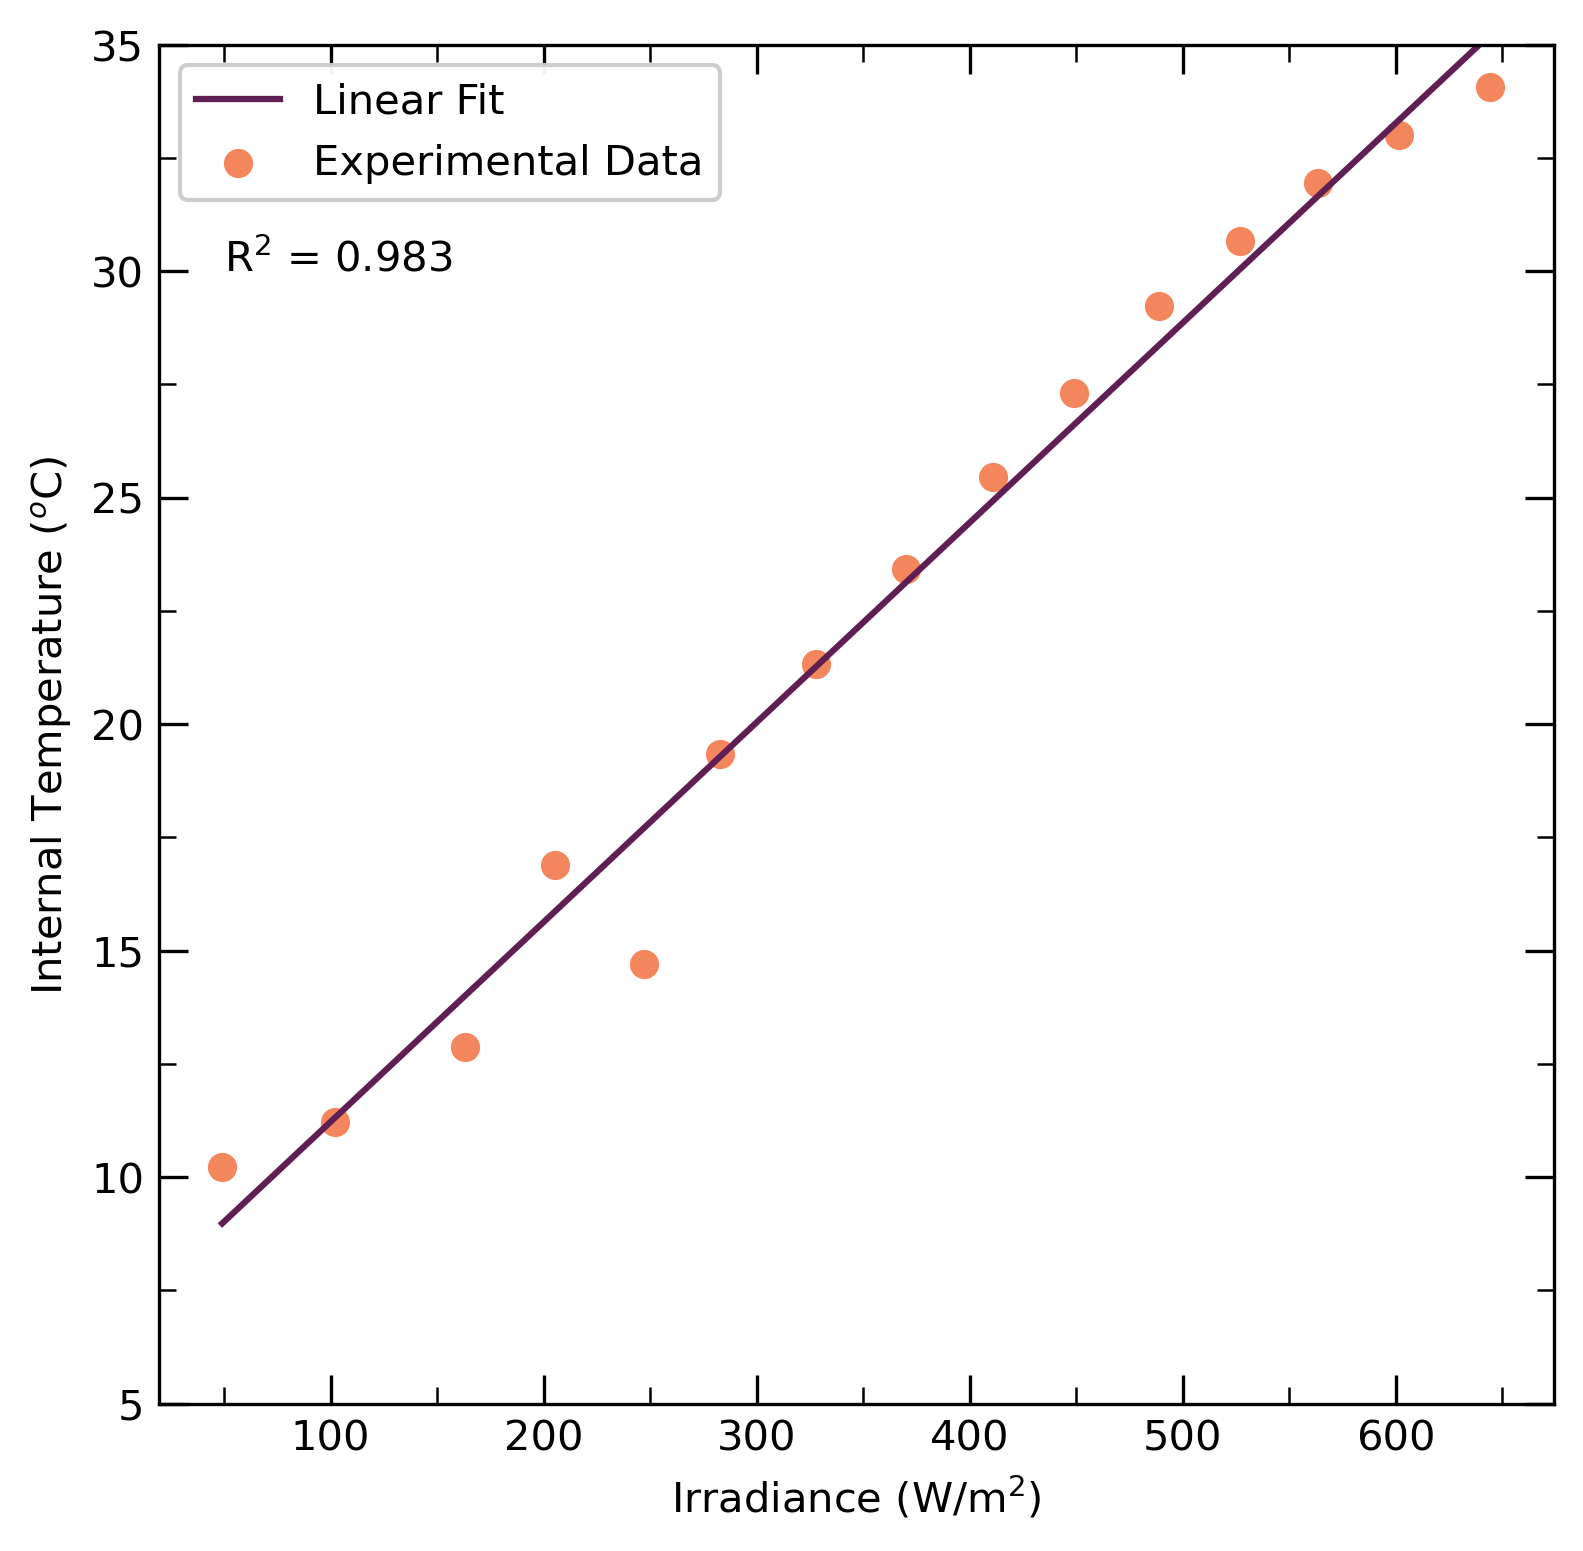 35
Linear Fit
Experimental Data
R² = 0.983
30
25
20
15
10
5
Internal Temperature (°C)
100 200 300 400 500 600
Irradiance (W/m²)